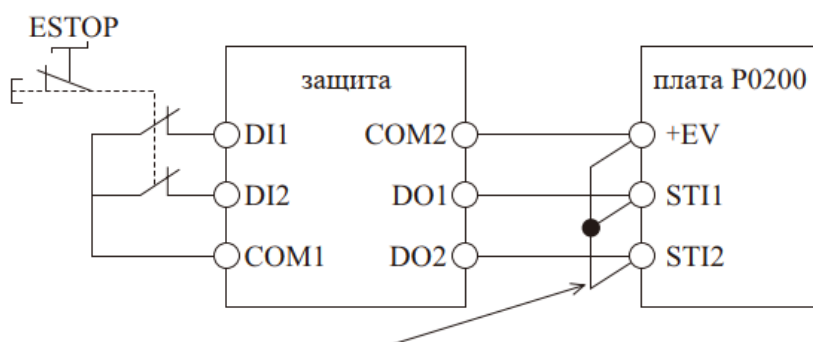 ESTOP
защита
плата P0200
DI1
COM2
+EV
DI2
DO1
STI1
COM1
DO2
STI2